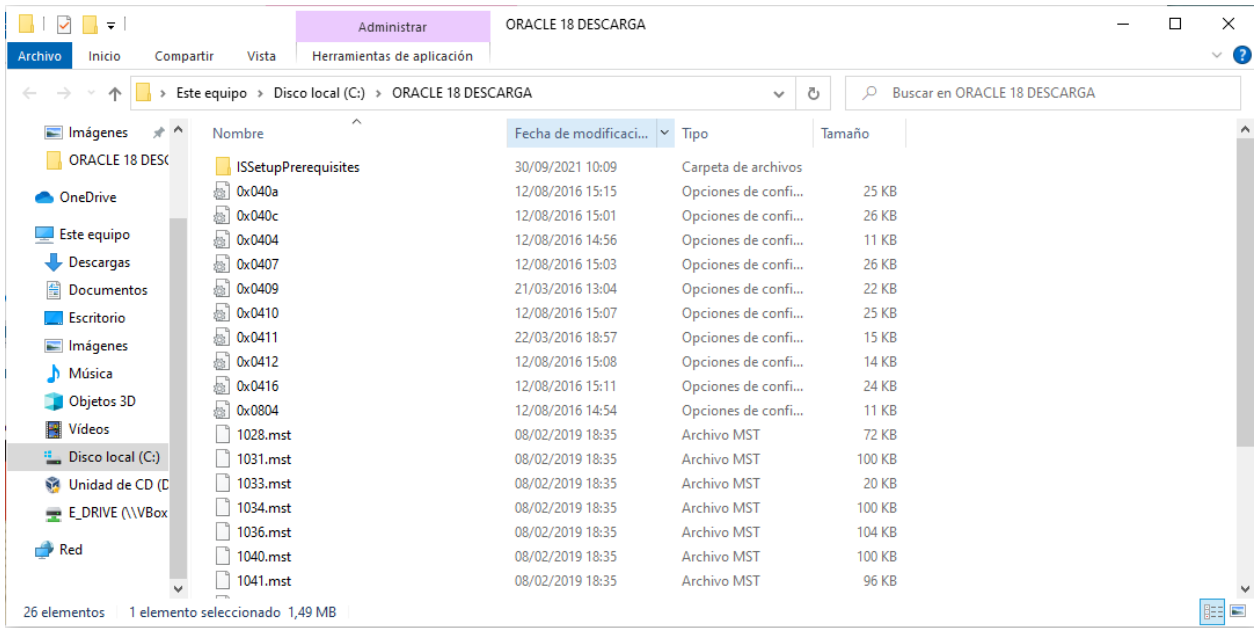 Administrar ORACLE 18 DESCARGA
Archivo Inicio Compartir Vista Herramientas de aplicación
Este equipo Disco local (C:) ORACLE 18 DESCARGA Buscar en ORACLE 18 DESCARGA
Imágenes
ORACLE 18 DESC
OneDrive
Este equipo
Descargas
Documentos
Escritorio
Imágenes
Música
Objetos 3D
Vídeos
Disco local (C:)
Unidad de CD (D
E_DRIVE (\\VBox
Red
Nombre Fecha de modificaci... Tipo Tamaño
ISSetupPrerequisites 30/09/2021 10:09 Carpeta de archivos
0x040a 12/08/2016 15:15 Opciones de confi... 25 KB
0x040c 12/08/2016 15:01 Opciones de confi... 26 KB
0x0404 12/08/2016 14:56 Opciones de confi... 11 KB
0x0407 12/08/2016 15:03 Opciones de confi... 26 KB
0x0409 21/03/2016 13:04 Opciones de confi... 22 KB
0x0410 12/08/2016 15:07 Opciones de confi... 25 KB
0x0411 22/03/2016 18:57 Opciones de confi... 15 KB
0x0412 12/08/2016 15:08 Opciones de confi... 14 KB
0x0416 12/08/2016 15:11 Opciones de confi... 24 KB
0x0804 12/08/2016 14:54 Opciones de confi... 11 KB
1028.mst 08/02/2019 18:35 Archivo MST 72 KB
1031.mst 08/02/2019 18:35 Archivo MST 100 KB
1033.mst 08/02/2019 18:35 Archivo MST 20 KB
1034.mst 08/02/2019 18:35 Archivo MST 100 KB
1036.mst 08/02/2019 18:35 Archivo MST 104 KB
1040.mst 08/02/2019 18:35 Archivo MST 100 KB
1041.mst 08/02/2019 18:35 Archivo MST 96 KB
26 elementos 1 elemento seleccionado 1,49 MB